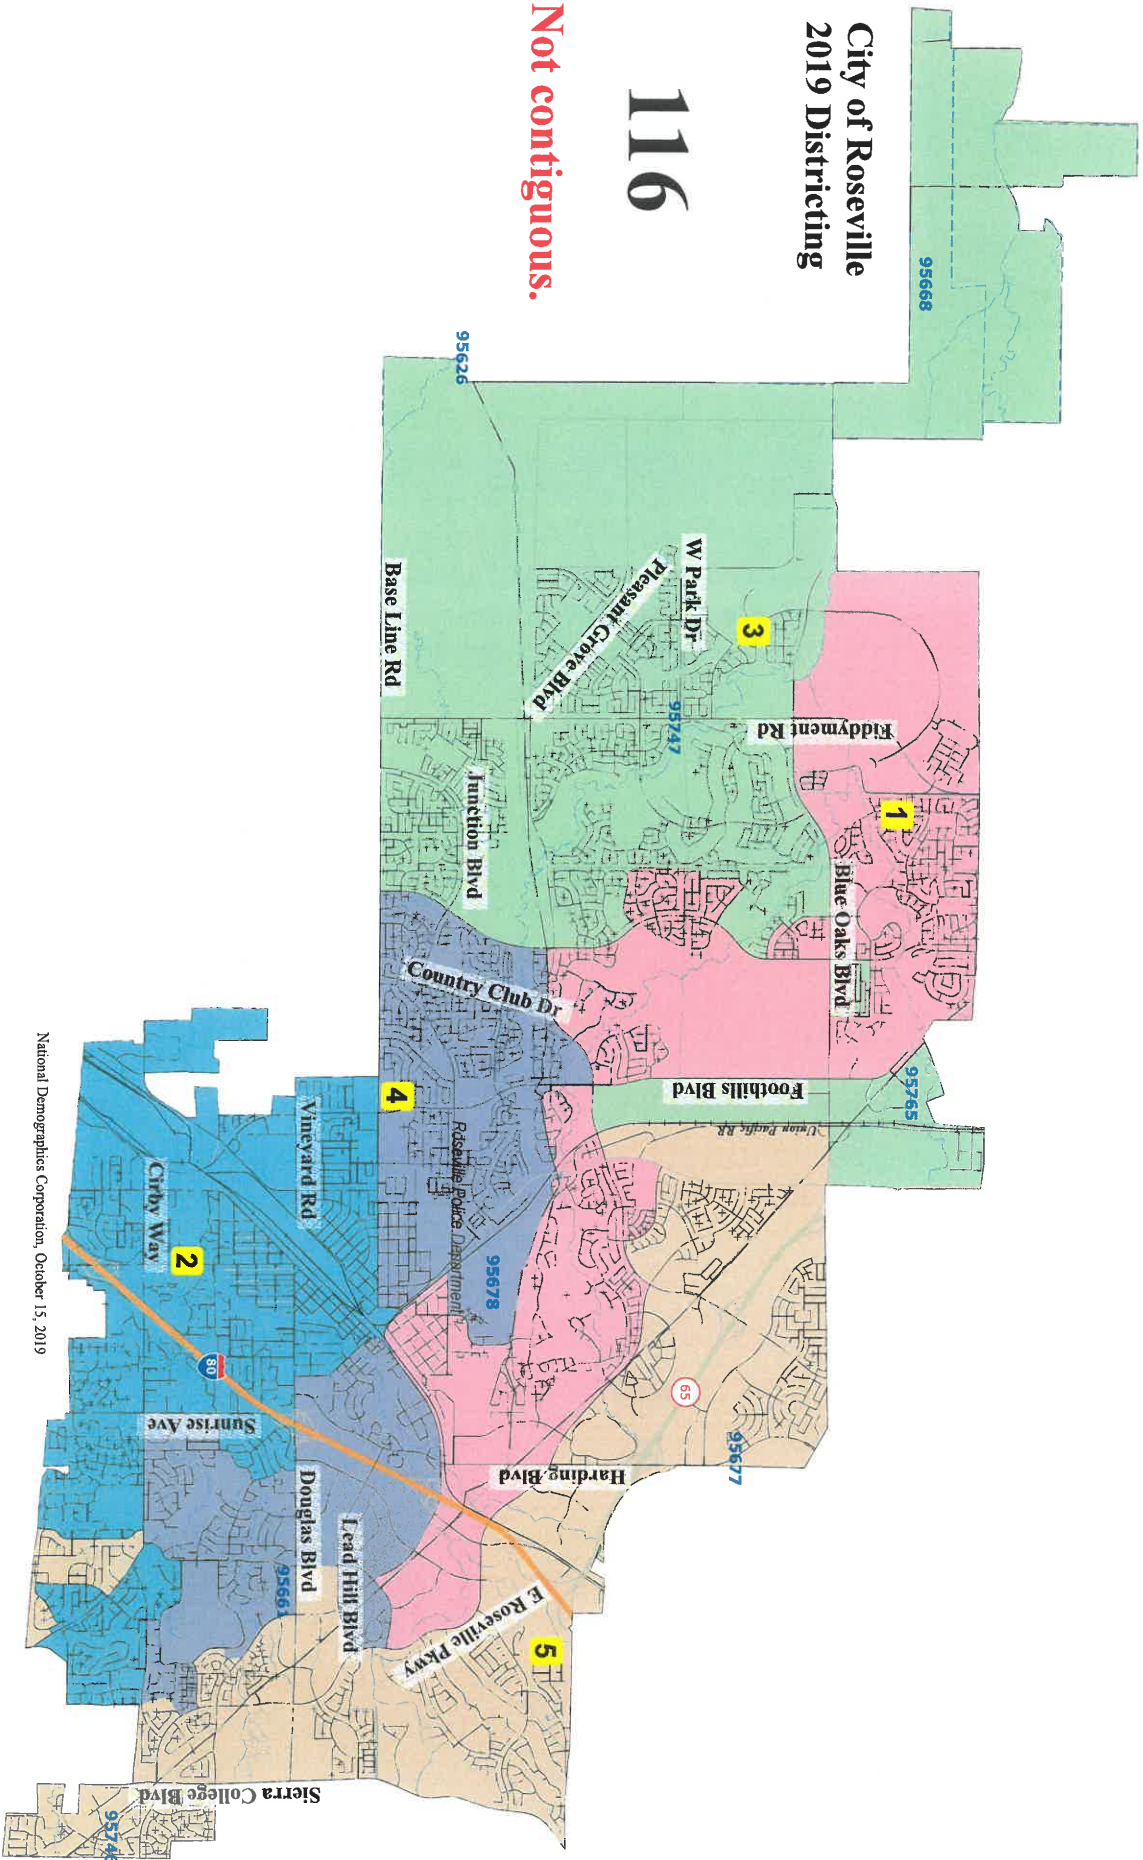 City of Roseville
2019 Districting
116
Not contiguous.
95668
95626
W Park Dr
Pleasant Grove Blvd
Base Line Rd
3
95747
Fiddyment Rd
1
Junction Blvd
Blue Oaks Blvd
Country Club Dr
95765
Foothills Blvd
Union Pacific RR
4
Roseville Police Department
Vineyard Rd
Cirby Way
2
95678
80
65
Sunrise Ave
Harding Blvd
95677
Douglas Blvd
Lead Hill Blvd
95661
E Roseville Pkwy
5
Sierra College Blvd
95746
National Demographics Corporation, October 15, 2019